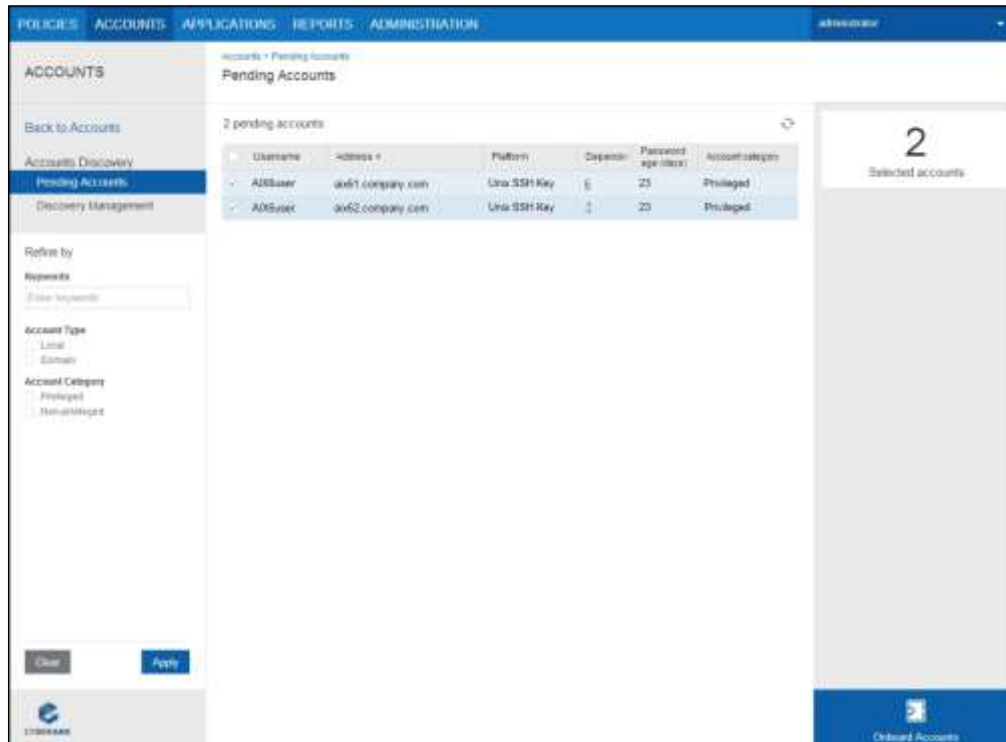 POLICIES ACCOUNTS APPLICATIONS REPORTS ADMINISTRATION administrator
ACCOUNTS
Accounts > Pending Accounts
Pending Accounts
Back to Accounts
Accounts Discovery
Pending Accounts
Discovery Management
Refine by
Keywords
Enter keywords
Account Type
Local
Domain
Account Category
Privileged
Non-privileged
Clear Apply
CYBERARK
2 pending accounts
Username Address Platform Password age (days) Account category
AIX6user aix61.company.com Unix SSH Key 23 Privileged
AIX6user aix62.company.com Unix SSH Key 23 Privileged
2
Selected accounts
Onboard Accounts